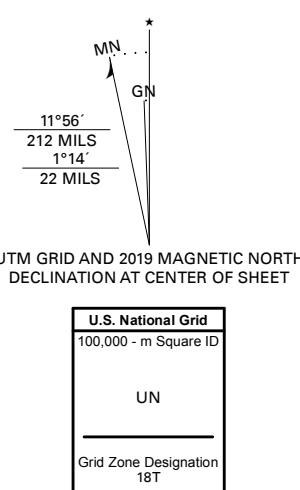 MN
GN
11°56´
212 MILS
1°14´
22 MILS
UTM GRID AND 2019 MAGNETIC NORTH
DECLINATION AT CENTER OF SHEET
U.S. National Grid
100,000 - m Square ID
UN
Grid Zone Designation
18T